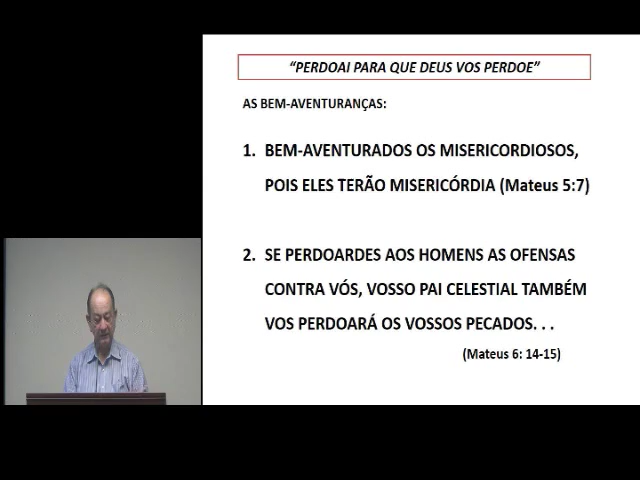 “PERDOAI PARA QUE DEUS VOS PERDOE”
AS BEM-AVENTURANÇAS:
1. BEM-AVENTURADOS OS MISERICORDIOSOS,
POIS ELES TERÃO MISERICÓRDIA (Mateus 5:7)
2. SE PERDOARDES AOS HOMENS AS OFENSAS
CONTRA VÓS, VOSSO PAI CELESTIAL TAMBÉM
VOS PERDOARÁ OS VOSSOS PECADOS. . .
(Mateus 6: 14-15)